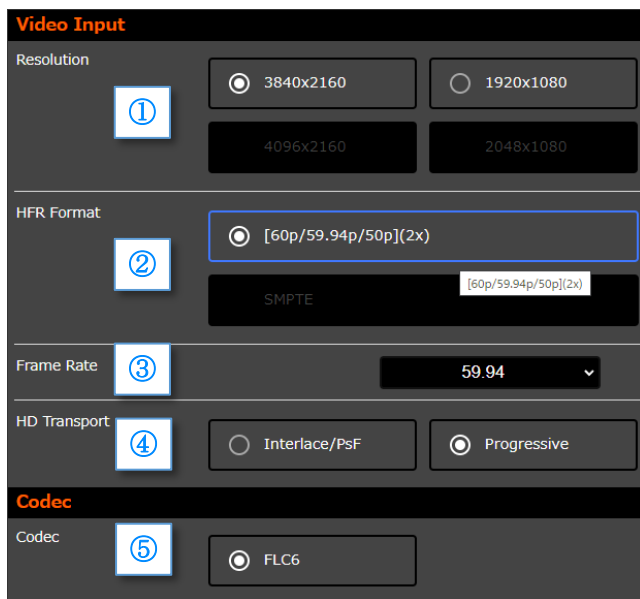 Video Input
Resolution
①
3840x2160
1920x1080
4096x2160
2048x1080
HFR Format
②
[60p/59.94p/50p](2x)
[60p/59.94p/50p](2x)
SMPTE
Frame Rate
③
59.94
HD Transport
④
Interlace/PsF
Progressive
Codec
Codec
⑤
FLC6